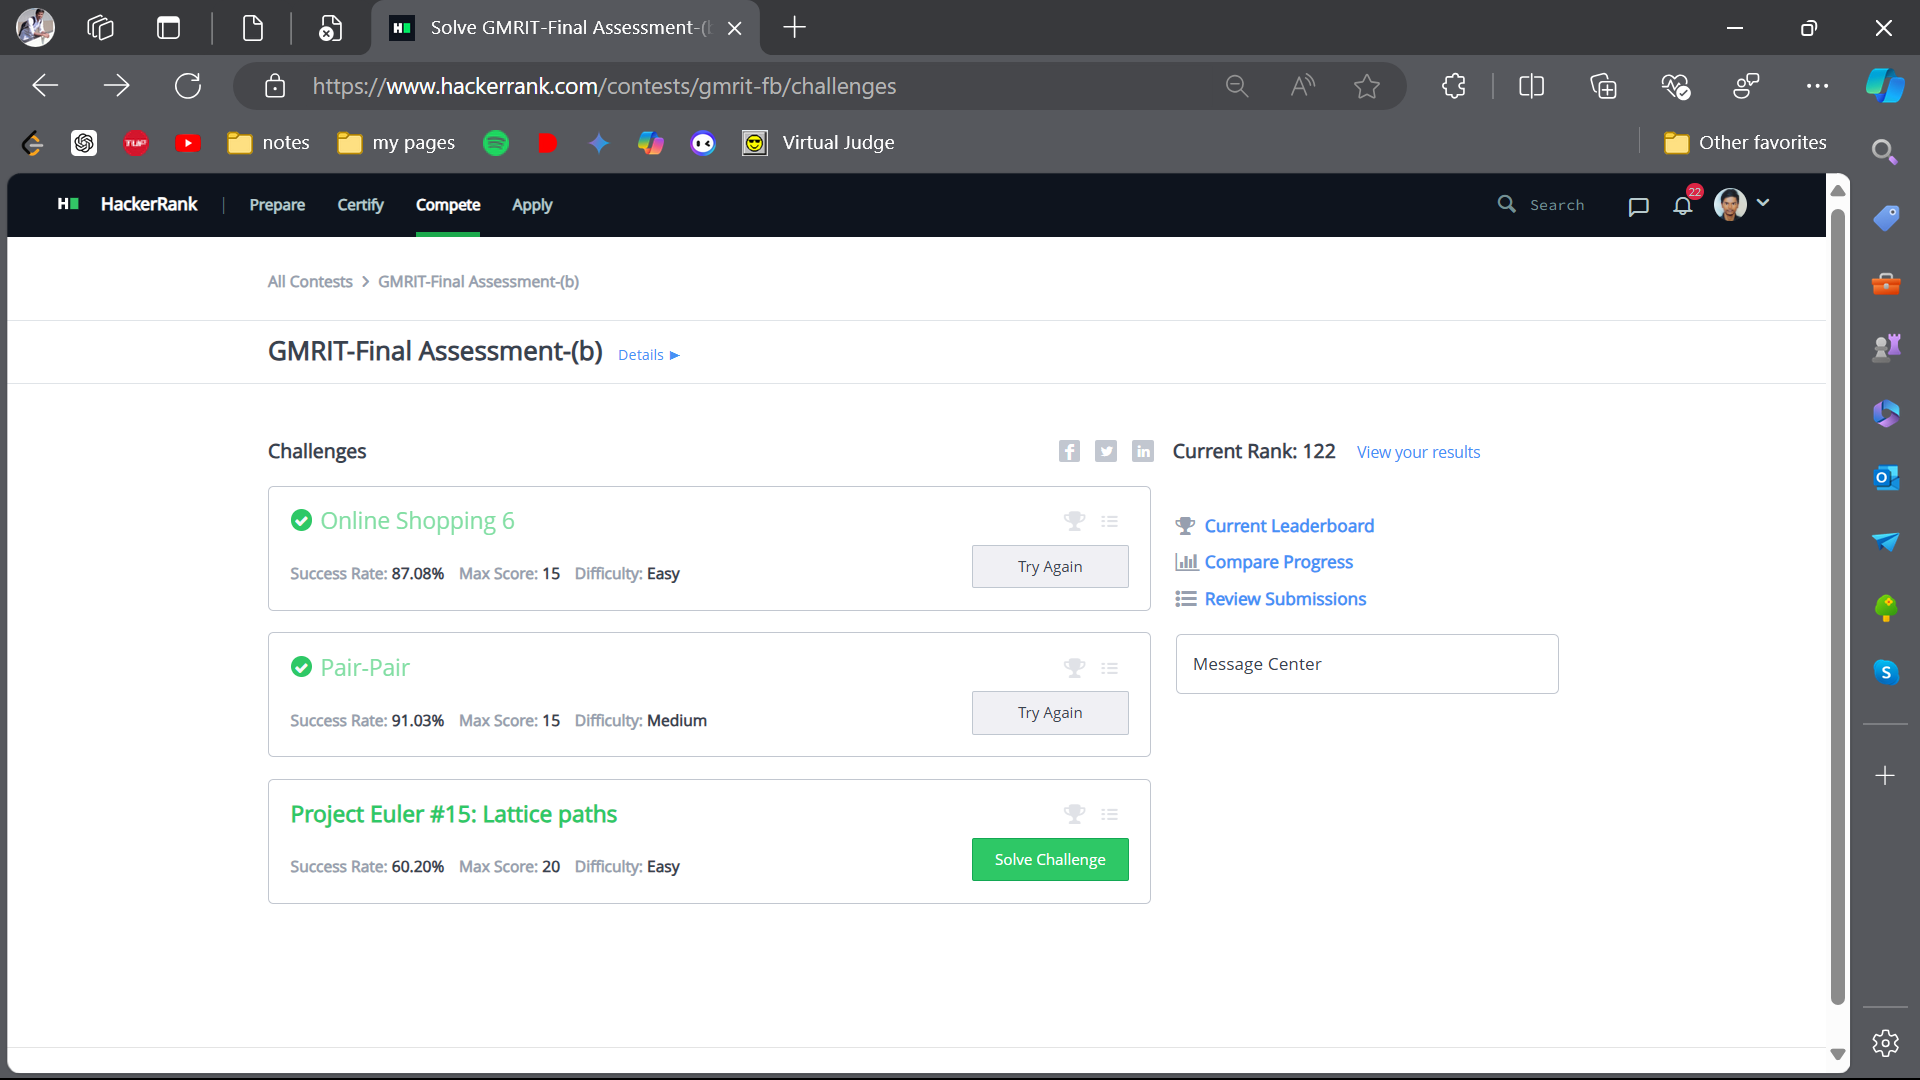 Solve GMRIT-Final Assessment-(b
https://www.hackerrank.com/contests/gmrit-fb/challenges
notes
my pages
Virtual Judge
Other favorites
HackerRank
Prepare
Certify
Compete
Apply
Search
22
All Contests > GMRIT-Final Assessment-(b)
GMRIT-Final Assessment-(b) Details ▶
Challenges
Current Rank: 122 View your results
Online Shopping 6
Success Rate: 87.08% Max Score: 15 Difficulty: Easy
Try Again
Current Leaderboard
Compare Progress
Review Submissions
Message Center
Pair-Pair
Success Rate: 91.03% Max Score: 15 Difficulty: Medium
Try Again
Project Euler #15: Lattice paths
Success Rate: 60.20% Max Score: 20 Difficulty: Easy
Solve Challenge